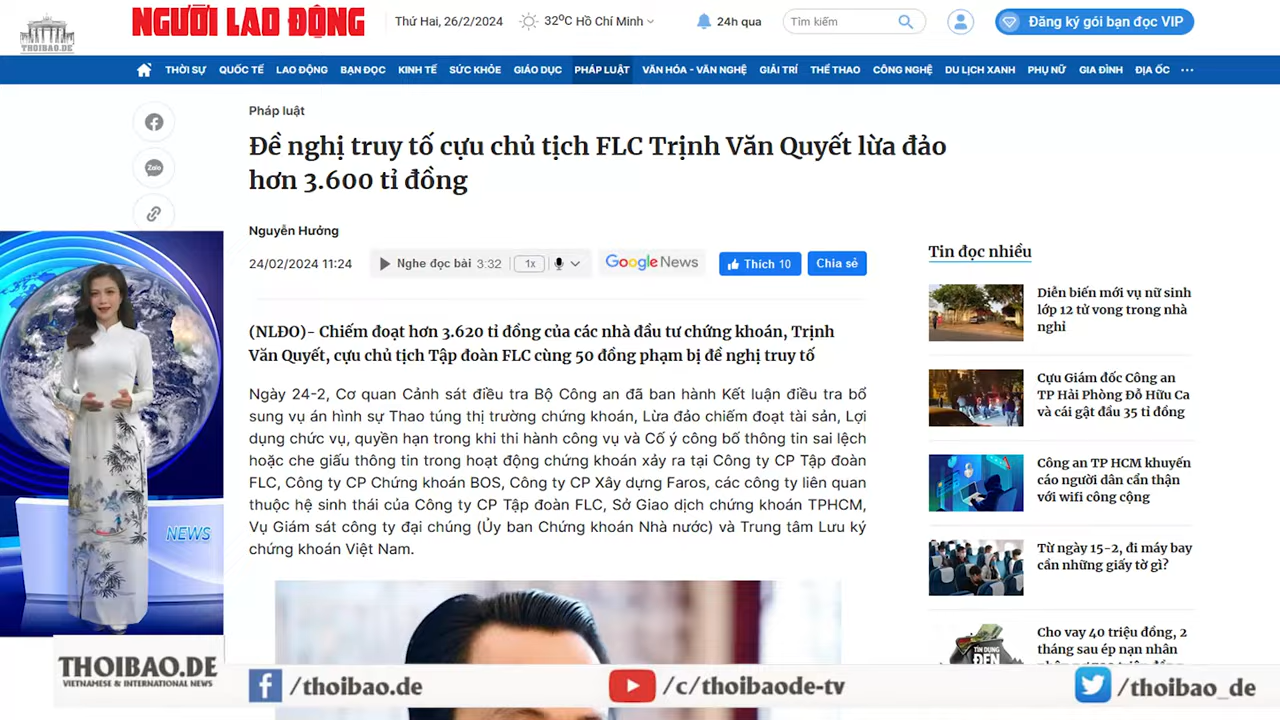 THOIBAO.DE
NGƯỜI LAO ĐỘNG
Thứ Hai, 26/2/2024
32°C Hồ Chí Minh
24h qua
Tìm kiếm
Đăng ký gói bạn đọc VIP
THỜI SỰ QUỐC TẾ LAO ĐỘNG BẠN ĐỌC KINH TẾ SỨC KHỎE GIÁO DỤC PHÁP LUẬT VĂN HÓA - VĂN NGHỆ GIẢI TRÍ THỂ THAO CÔNG NGHỆ DU LỊCH XANH PHỤ NỮ GIA ĐÌNH ĐỊA ỐC ...
Pháp luật
Đề nghị truy tố cựu chủ tịch FLC Trịnh Văn Quyết lừa đảo
hơn 3.600 tỉ đồng
Zalo
Nguyễn Hưởng
24/02/2024 11:24
Nghe đọc bài 3:32
1x
Google News
Thích 10
Chia sẻ
(NLĐO)- Chiếm đoạt hơn 3.620 tỉ đồng của các nhà đầu tư chứng khoán, Trịnh
Văn Quyết, cựu chủ tịch Tập đoàn FLC cùng 50 đồng phạm bị đề nghị truy tố
Ngày 24-2, Cơ quan Cảnh sát điều tra Bộ Công an đã ban hành Kết luận điều tra bổ
sung vụ án hình sự Thao túng thị trường chứng khoán, Lừa đảo chiếm đoạt tài sản, Lợi
dụng chức vụ, quyền hạn trong khi thi hành công vụ và Cố ý công bố thông tin sai lệch
hoặc che giấu thông tin trong hoạt động chứng khoán xảy ra tại Công ty CP Tập đoàn
FLC, Công ty CP Chứng khoán BOS, Công ty CP Xây dựng Faros, các công ty liên quan
thuộc hệ sinh thái của Công ty CP Tập đoàn FLC, Sở Giao dịch chứng khoán TPHCM,
Vụ Giám sát công ty đại chúng (Ủy ban Chứng khoán Nhà nước) và Trung tâm Lưu ký
chứng khoán Việt Nam.
Tin đọc nhiều
Diễn biến mới vụ nữ sinh
lớp 12 tử vong trong nhà
nghỉ
Cựu Giám đốc Công an
TP Hải Phòng Đỗ Hữu Ca
và cái gật đầu 35 tỉ đồng
Công an TP HCM khuyến
cáo người dân cẩn thận
với wifi công cộng
Từ ngày 15-2, đi máy bay
cần những giấy tờ gì?
Cho vay 40 triệu đồng, 2
tháng sau ép nạn nhân
TÍN DỤNG
ĐEN
NEWS
THOIBAO.DE
VIETNAMESE & INTERNATIONAL NEWS
/thoibao.de
/c/thoibaode-tv
/thoibao_de